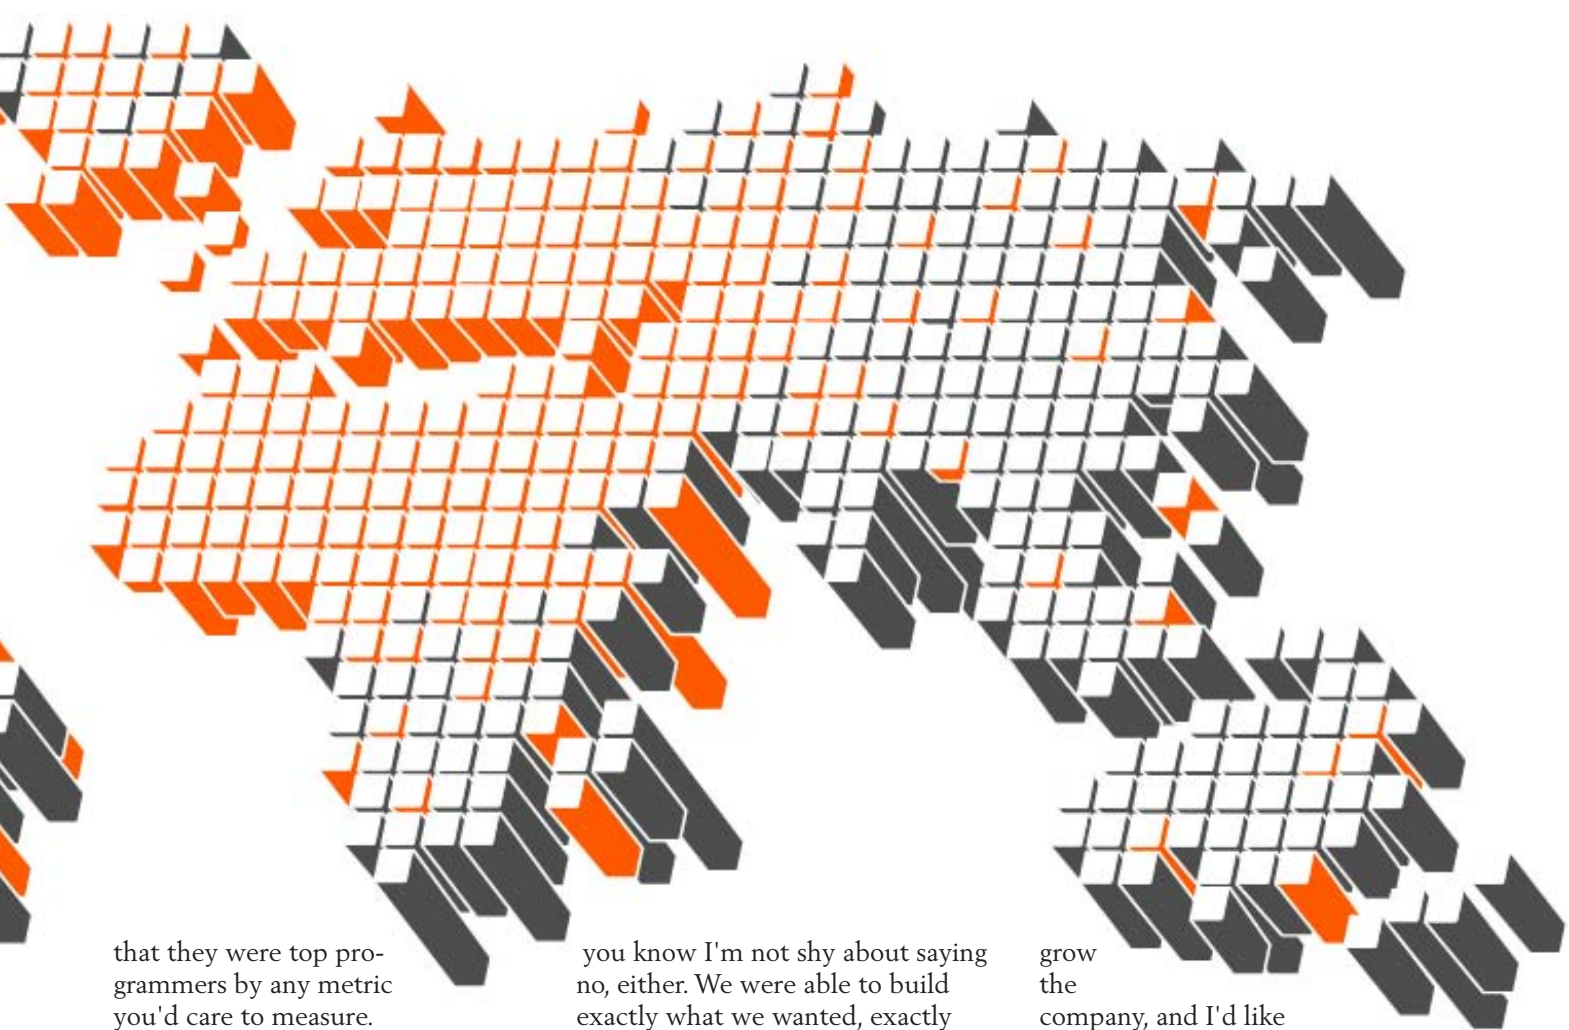 that they were top pro-
grammers by any metric
you'd care to measure.
you know I'm not shy about saying
no, either. We were able to build
exactly what we wanted, exactly
grow
the
company, and I'd like